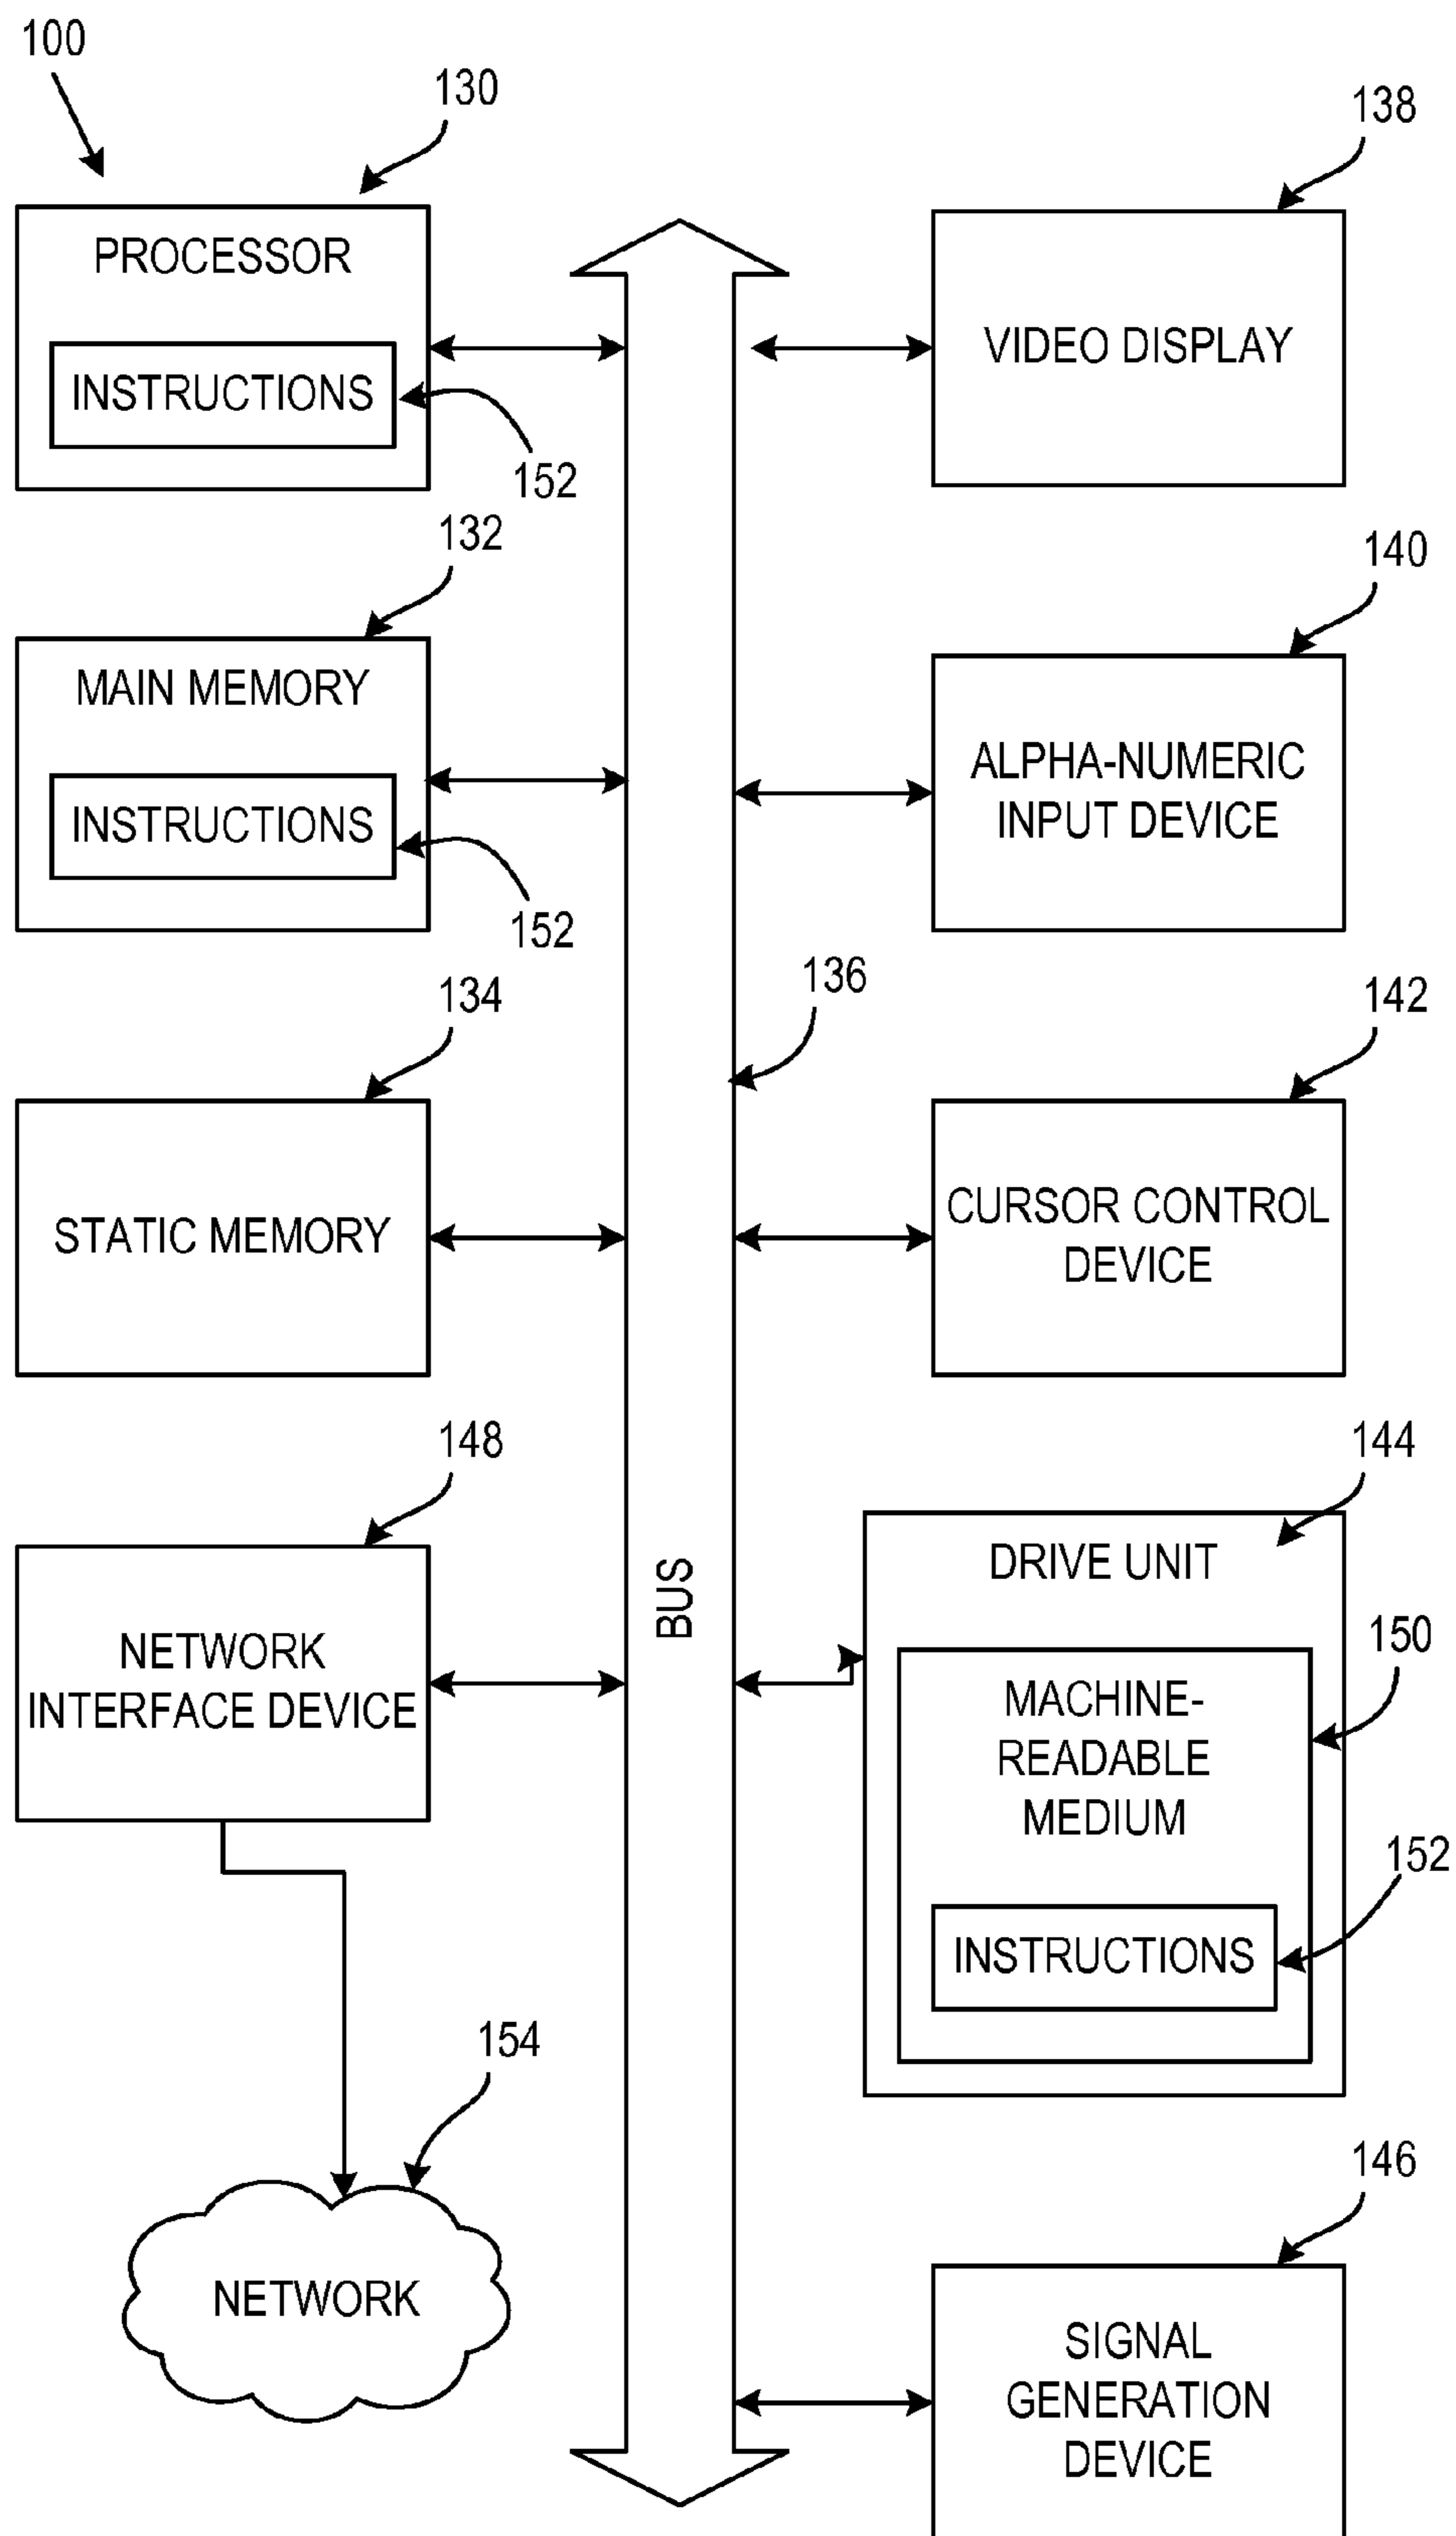 100
130
PROCESSOR
INSTRUCTIONS
152
132
MAIN MEMORY
INSTRUCTIONS
152
134
STATIC MEMORY
148
NETWORK
INTERFACE DEVICE
154
NETWORK
136
BUS
138
VIDEO DISPLAY
140
ALPHA-NUMERIC
INPUT DEVICE
142
CURSOR CONTROL
DEVICE
144
DRIVE UNIT
150
MACHINE-
READABLE
MEDIUM
152
INSTRUCTIONS
146
SIGNAL
GENERATION
DEVICE